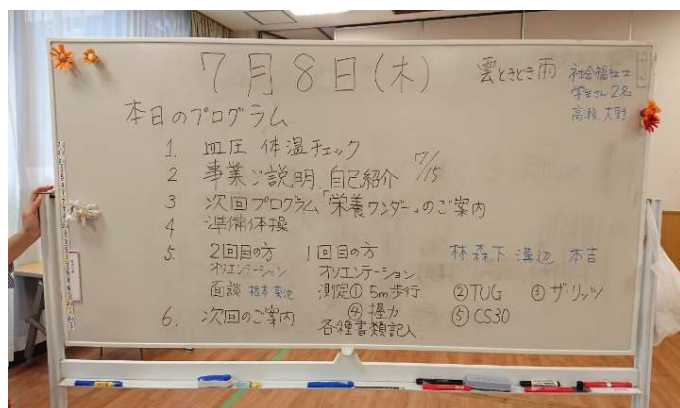 7月8日(木)
雲ときどき雨
社会福祉士
学生さん2名
高瀬 大野
本日のプログラム
1. 血圧 体温チェック
2 事業ご説明、自己紹介
7/15
3 次回プログラム「栄養ワンダー」のご案内
4 準備体操
5. 2回目の方 1回目の方 林 森下 溝辺 本吉
オリエンテーション オリエンテーション
面談 測定① 5m歩行 ②TUG ③ ザ・リッツ
④ 握力 ⑤CS30
6. 次回のご案内 各種書類記入